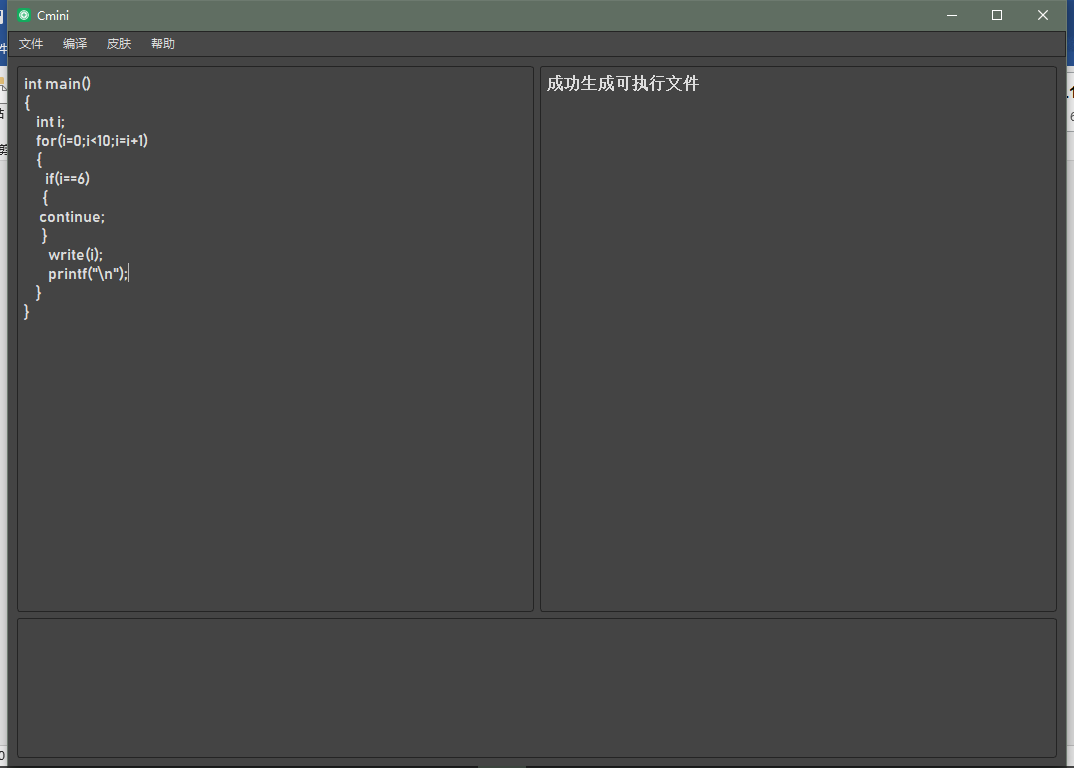 Cmini
文件 编译 皮肤 帮助
int main()
{
int i;
for(i=0;i<10;i=i+1)
{
if(i==6)
{
continue;
}
write(i);
printf("\n");
}
}
成功生成可执行文件